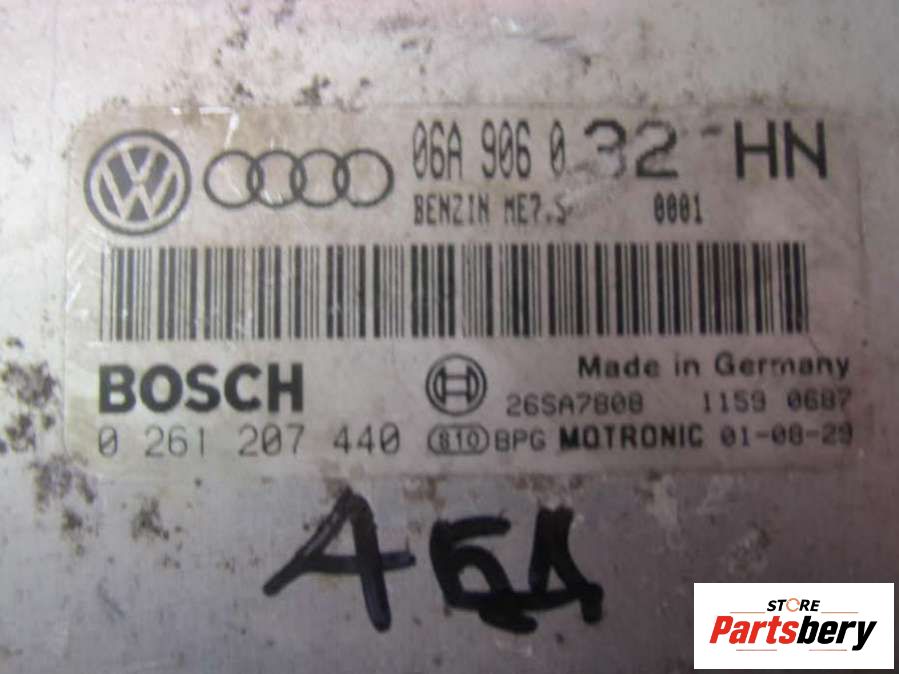 06A 906 032 HN
BENZIN ME7.5 0001
BOSCH
Made in Germany
26SA7808 1159 0687
0 261 207 440 S10 BPG MOTRONIC 01-08-29
STORE
Partsbery